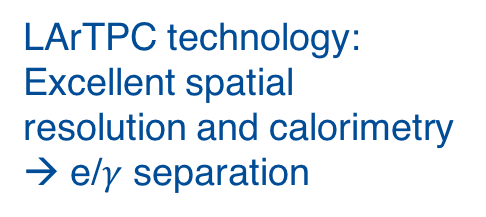 LArTPC technology:
Excellent spatial
resolution and calorimetry
→ e/γ separation